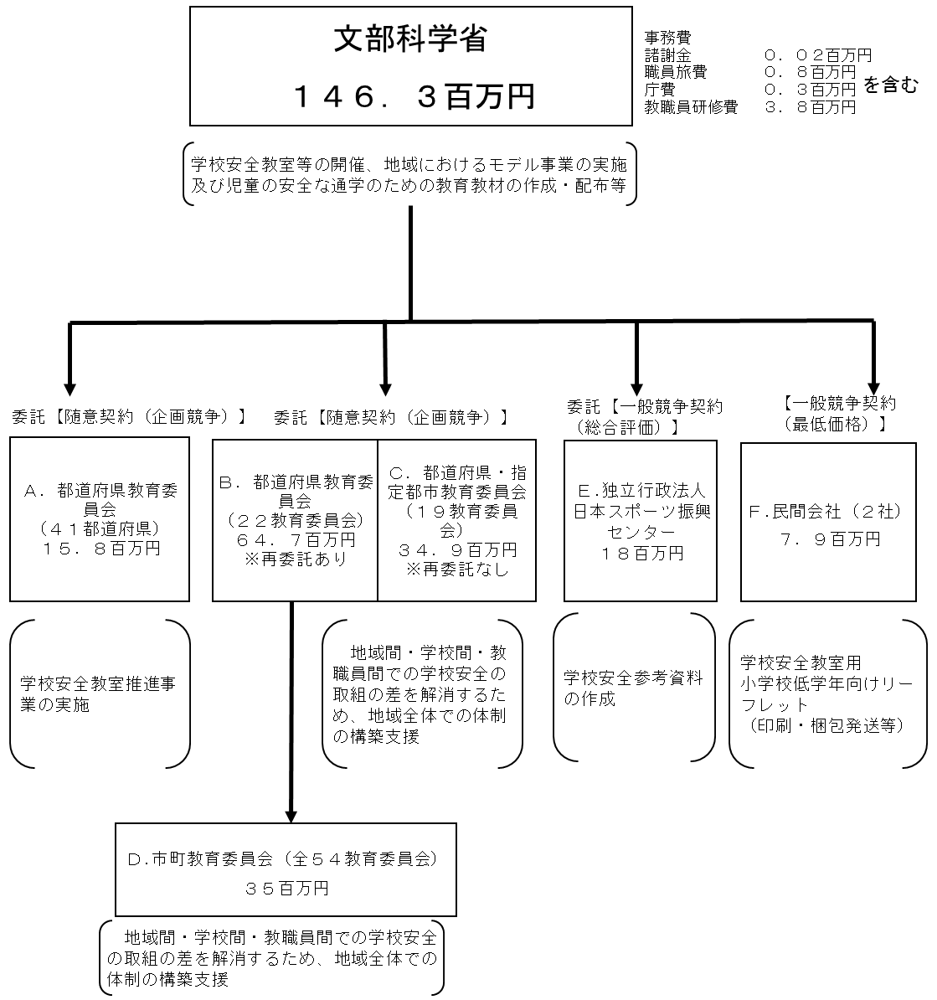 文部科学省
１４６．３百万円
事務費
諸謝金　０．０２百万円
職員旅費　０．８百万円
庁費　０．３百万円
教職員研修費　３．８百万円
を含む
学校安全教室等の開催、地域におけるモデル事業の実施
及び児童の安全な通学のための教育教材の作成・配布等
委託【随意契約（企画競争）】
Ａ．都道府県教育委
員会
（４１都道府県）
１５．８百万円
学校安全教室推進事
業の実施
委託【随意契約（企画競争）】
Ｂ．都道府県教育委
員会
（２２教育委員会）
６４．７百万円
※再委託あり
Ｃ．都道府県・指
定都市教育委員会
（１９教育委員
会）
３４．９百万円
※再委託なし
　地域間・学校間・教
職員間での学校安全の
取組の差を解消するた
め、地域全体での体制
の構築支援
委託【一般競争契約
（総合評価）】
Ｅ.独立行政法人
日本スポーツ振興
センター
１８百万円
学校安全参考資料
の作成
【一般競争契約
（最低価格）】
Ｆ.民間会社（２社）
７．９百万円
学校安全教室用
小学校低学年向けリー
フレット
（印刷・梱包発送等）
Ｄ.市町教育委員会（全５４教育委員会）
３５百万円
　地域間・学校間・教職員間での学校安全
の取組の差を解消するため、地域全体での
体制の構築支援